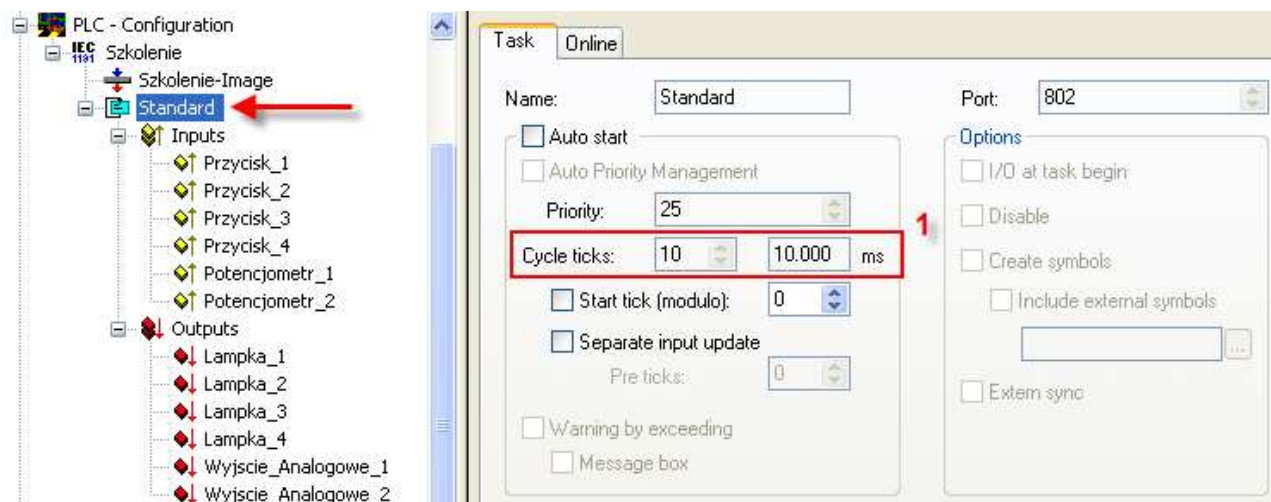 PLC - Configuration
IEC 1131 Szkolenie
Szkolenie-Image
Standard
Inputs
Przycisk_1
Przycisk_2
Przycisk_3
Przycisk_4
Potencjometr_1
Potencjometr_2
Outputs
Lampka_1
Lampka_2
Lampka_3
Lampka_4
Wyjscie_Analogowe_1
Wyjscie_Analogowe_2
Task Online
Name: Standard
Auto start
Auto Priority Management
Priority: 25
Cycle ticks: 10 10.000 ms
1
Start tick (modulo): 0
Separate input update
Pre ticks: 0
Warning by exceeding
Message box
Port: 802
Options
I/O at task begin
Disable
Create symbols
Include external symbols
...
Extern sync